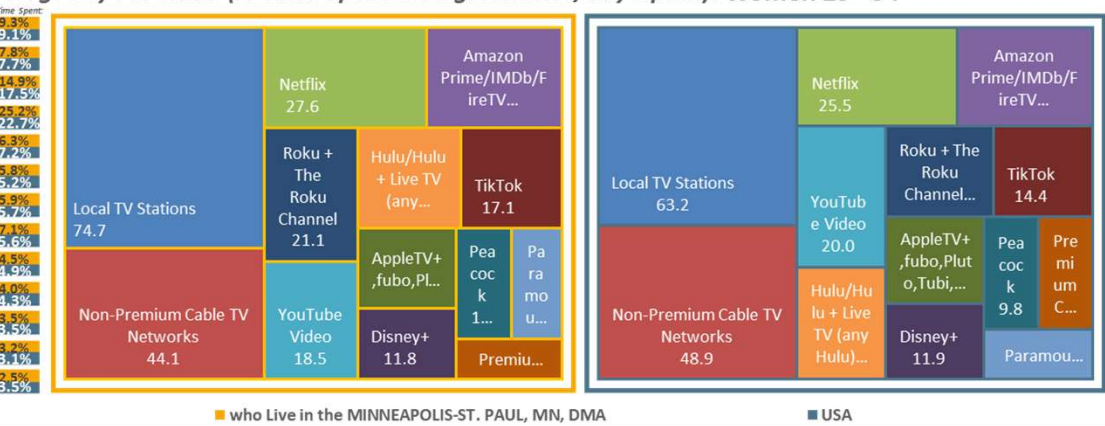 Time Spent:
9.3%
9.1%
7.8%
7.7%
14.9%
17.5%
25.2%
22.7%
6.3%
7.2%
5.8%
5.2%
5.9%
5.7%
7.1%
5.6%
4.5%
4.9%
4.0%
4.3%
3.5%
3.5%
3.2%
3.1%
2.5%
3.5%
Local TV Stations
74.7
Non-Premium Cable TV
Networks
44.1
Netflix
27.6
Amazon
Prime/IMDb/F
ireTV...
Roku +
The
Roku
Channel
21.1
Hulu/Hulu
+ Live TV
(any...
TikTok
17.1
YouTube
Video
18.5
AppleTV+
,fubo,Pl...
Disney+
11.8
Pea
coc
k
1...
Pa
ra
mo
u...
Premiu...
Local TV Stations
63.2
Non-Premium Cable TV
Networks
48.9
Netflix
25.5
Amazon
Prime/IMDb/F
ireTV...
YouTub
e Video
20.0
Roku + The
Roku
Channel...
TikTok
14.4
Hulu/Hu
lu + Live
TV (any
Hulu)...
AppleTV+
,fubo,Pluto
o,Tubi,...
Disney+
11.9
Pea
coc
k
9.8
Pre
mi
um
C...
Paramou...
who Live in the MINNEAPOLIS-ST. PAUL, MN, DMA
USA